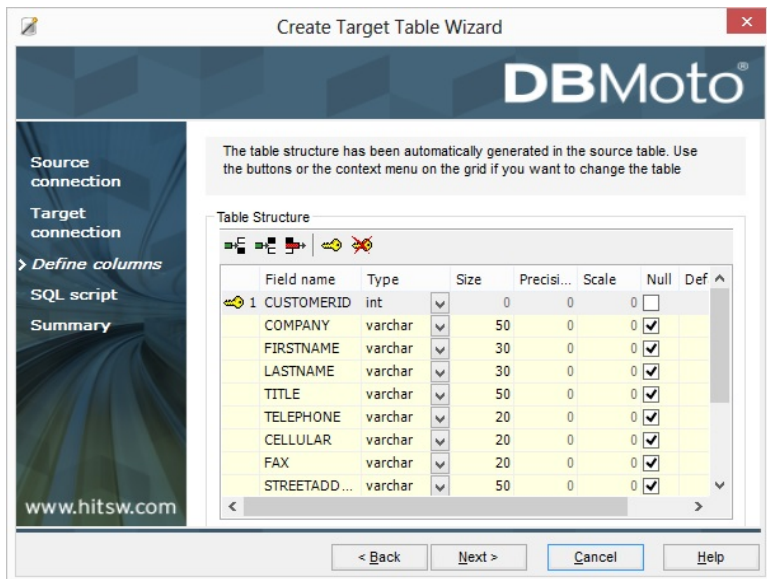 Create Target Table Wizard
DBMoto®
Source
connection
Target
connection
Define columns
SQL script
Summary
www.hitsw.com
The table structure has been automatically generated in the source table. Use
the buttons or the context menu on the grid if you want to change the table
Table Structure
Field name Type Size Precisi... Scale Null Def
1 CUSTOMERID int 0 0 0
COMPANY varchar 50 0 0
FIRSTNAME varchar 30 0 0
LASTNAME varchar 30 0 0
TITLE varchar 50 0 0
TELEPHONE varchar 20 0 0
CELLULAR varchar 20 0 0
FAX varchar 20 0 0
STREETADD... varchar 50 0 0
< Back Next > Cancel Help